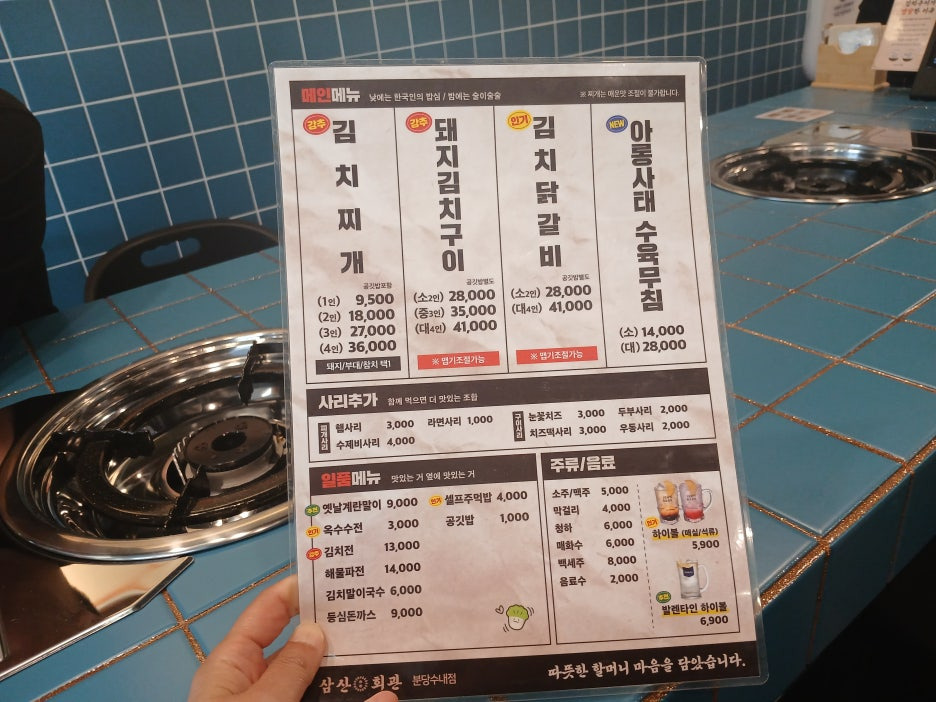 메인메뉴 낮에는 한국인의 밥심 / 밤에는 술이술술 ※ 찌개는 매운맛 조절이 불가합니다.
강추 김치찌개
공깃밥포함
(1인) 9,500
(2인) 18,000
(3인) 27,000
(4인) 36,000
돼지/부대/참치 택1
강추 돼지김치구이
공깃밥별도
(소2인) 28,000
(중3인) 35,000
(대4인) 41,000
※ 맵기조절가능
인기 김치닭갈비
공깃밥별도
(소2인) 28,000
(대4인) 41,000
※ 맵기조절가능
NEW 아롱사태 수육무침
(소) 14,000
(대) 28,000
사리추가 함께 먹으면 더 맛있는 조합
찌개사리
햄사리 3,000 라면사리 1,000
수제비사리 4,000
구이사리
눈꽃치즈 3,000 두부사리 2,000
치즈떡사리 3,000 우동사리 2,000
일품메뉴 맛있는 거 옆에 맛있는 거
추천 옛날계란말이 9,000
인기 옥수수전 3,000
강추 김치전 13,000
해물파전 14,000
김치말이국수 6,000
등심돈까스 9,000
인기 셀프주먹밥 4,000
공깃밥 1,000
주류/음료
소주/맥주 5,000
막걸리 4,000
청하 6,000
매화수 6,000
백세주 8,000
음료수 2,000
인기 하이볼 (매실/석류)
5,900
추천 발렌타인 하이볼
6,900
삼산회관 분당수내점
따뜻한 할머니 마음을 담았습니다.